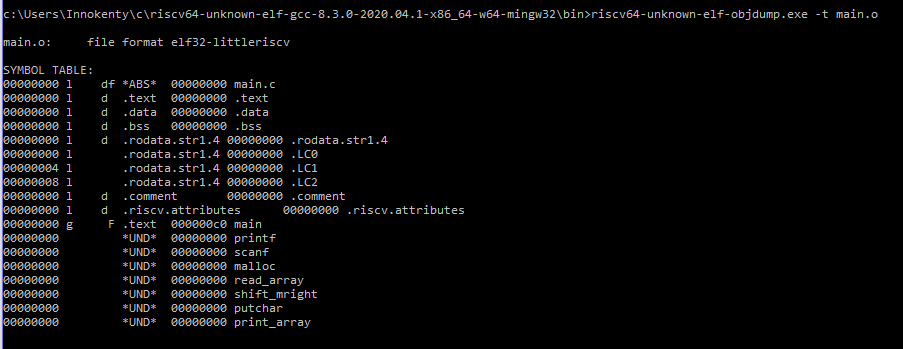 c:\Users\Innokenty\c\riscv64-unknown-elf-gcc-8.3.0-2020.04.1-x86_64-w64-mingw32\bin>riscv64-unknown-elf-objdump.exe -t main.o
main.o:     file format elf32-littleriscv
SYMBOL TABLE:
00000000 l    df *ABS*  00000000 main.c
00000000 l    d  .text  00000000 .text
00000000 l    d  .data  00000000 .data
00000000 l    d  .bss   00000000 .bss
00000000 l    d  .rodata.str1.4 00000000 .rodata.str1.4
00000000 l       .rodata.str1.4 00000000 .LC0
00000004 l       .rodata.str1.4 00000000 .LC1
00000008 l       .rodata.str1.4 00000000 .LC2
00000000 l    d  .comment       00000000 .comment
00000000 l    d  .riscv.attributes      00000000 .riscv.attributes
00000000 g     F .text  000000c0 main
00000000         *UND*  00000000 printf
00000000         *UND*  00000000 scanf
00000000         *UND*  00000000 malloc
00000000         *UND*  00000000 read_array
00000000         *UND*  00000000 shift_mright
00000000         *UND*  00000000 putchar
00000000         *UND*  00000000 print_array